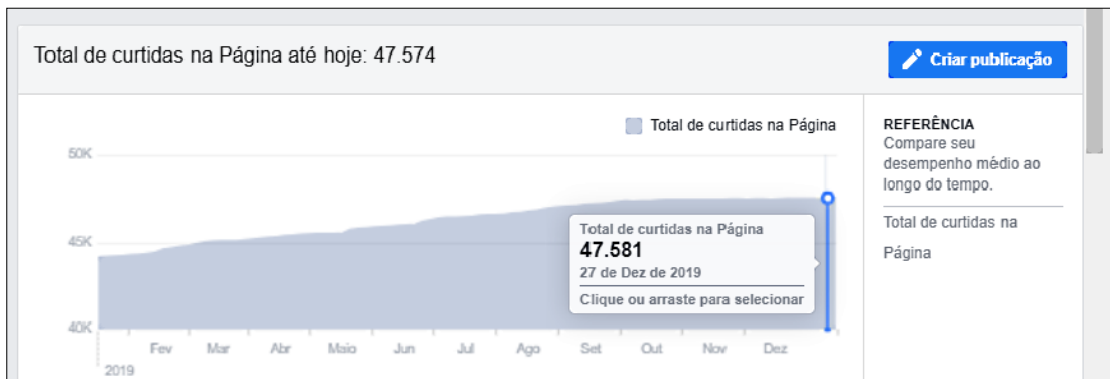 Total de curtidas na Página até hoje: 47.574
Criar publicação
Total de curtidas na Página
50K
45K
40K
Total de curtidas na Página
47.581
27 de Dez de 2019
Clique ou arraste para selecionar
Fev Mar Abr Maio Jun Jul Ago Set Out Nov Dez
2019
REFERÊNCIA
Compare seu
desempenho médio ao
longo do tempo.
Total de curtidas na
Página